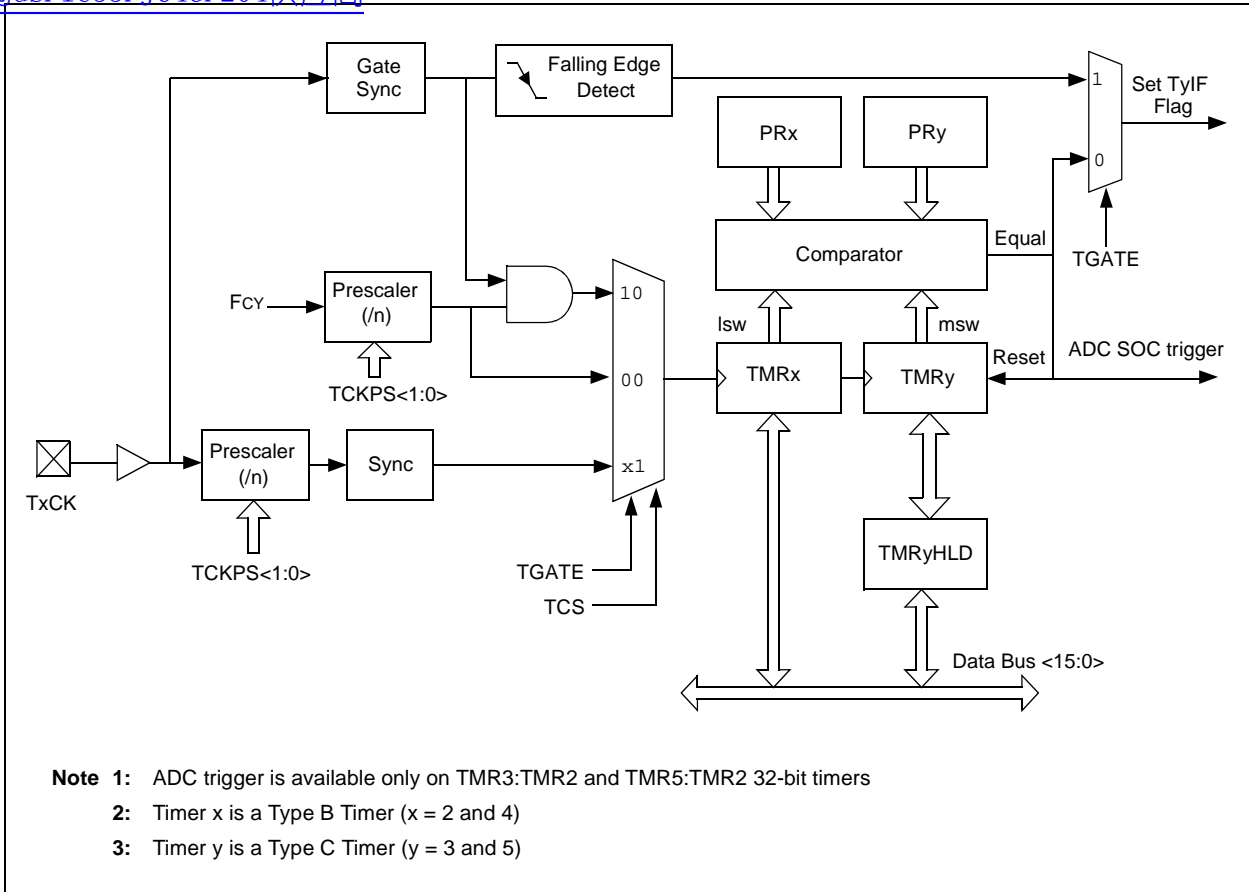 Gate
Sync
Falling Edge
Detect
1
Set TyIF
Flag
PRx
PRy
0
Comparator
Equal
TGATE
FCY
Prescaler
(/n)
10
lsw
msw
TCKPS<1:0>
00
TMRx
TMRy
Reset
ADC SOC trigger
TxCK
Prescaler
(/n)
Sync
x1
TCKPS<1:0>
TGATE
TCS
TMRyHLD
Data Bus <15:0>
Note 1: ADC trigger is available only on TMR3:TMR2 and TMR5:TMR2 32-bit timers
2: Timer x is a Type B Timer (x = 2 and 4)
3: Timer y is a Type C Timer (y = 3 and 5)